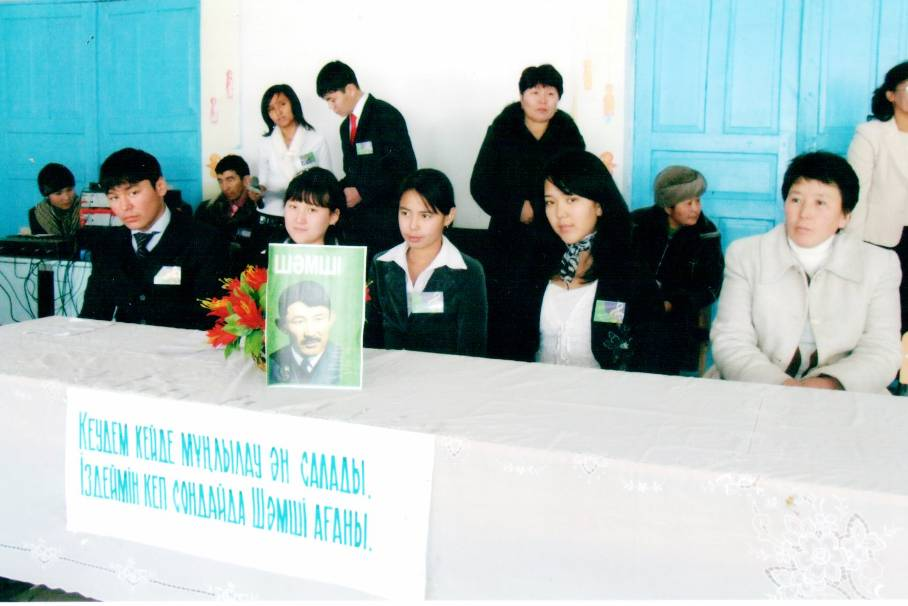 ШӘМШІ
Кеудем кейде мұңлылау ән салады.
Іздеймін кеп сондайда Шәмші ағаны.